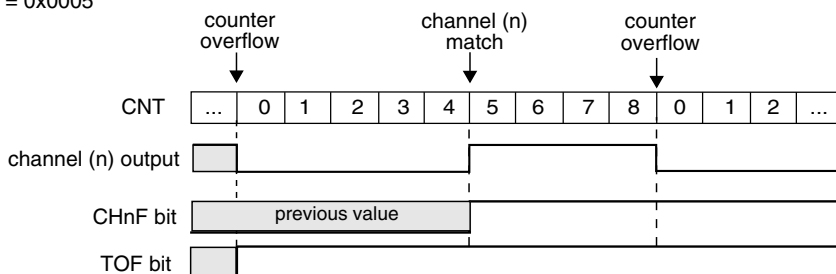 = 0x0005
counter overflow
channel (n) match
counter overflow
CNT ... 0 1 2 3 4 5 6 7 8 0 1 2 ...
channel (n) output
CHnF bit previous value
TOF bit